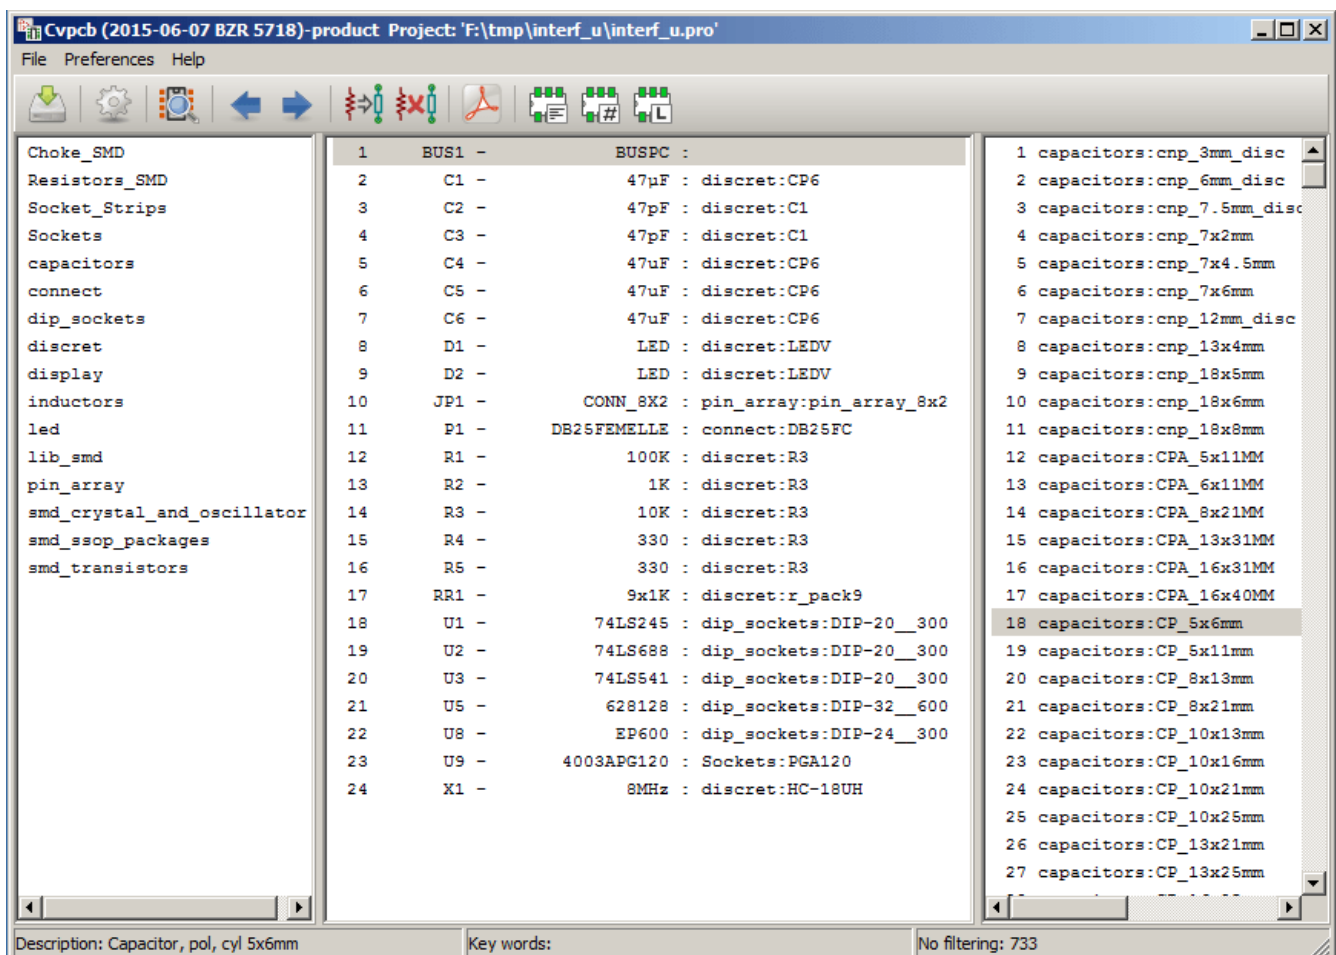 Cvpcb (2015-06-07 BZR 5718)-product Project: 'F:\tmp\interf_u\interf_u.pro'
File Preferences Help
Choke_SMD
Resistors_SMD
Socket_Strips
Sockets
capacitors
connect
dip_sockets
discret
display
inductors
led
lib_smd
pin_array
smd_crystal_and_oscillator
smd_ssop_packages
smd_transistors
1 BUS1 - BUSPC :
2 C1 - 47µF : discret:CP6
3 C2 - 47pF : discret:C1
4 C3 - 47pF : discret:C1
5 C4 - 47uF : discret:CP6
6 C5 - 47uF : discret:CP6
7 C6 - 47uF : discret:CP6
8 D1 - LED : discret:LEDV
9 D2 - LED : discret:LEDV
10 JP1 - CONN_8X2 : pin_array:pin_array_8x2
11 P1 - DB25FEMELLE : connect:DB25FC
12 R1 - 100K : discret:R3
13 R2 - 1K : discret:R3
14 R3 - 10K : discret:R3
15 R4 - 330 : discret:R3
16 R5 - 330 : discret:R3
17 RR1 - 9x1K : discret:r_pack9
18 U1 - 74LS245 : dip_sockets:DIP-20__300
19 U2 - 74LS688 : dip_sockets:DIP-20__300
20 U3 - 74LS541 : dip_sockets:DIP-20__300
21 U5 - 628128 : dip_sockets:DIP-32__600
22 U8 - EP600 : dip_sockets:DIP-24__300
23 U9 - 4003APG120 : Sockets:PGA120
24 X1 - 8MHz : discret:HC-18UH
1 capacitors:cnp_3mm_disc
2 capacitors:cnp_6mm_disc
3 capacitors:cnp_7.5mm_disc
4 capacitors:cnp_7x2mm
5 capacitors:cnp_7x4.5mm
6 capacitors:cnp_7x6mm
7 capacitors:cnp_12mm_disc
8 capacitors:cnp_13x4mm
9 capacitors:cnp_18x5mm
10 capacitors:cnp_18x6mm
11 capacitors:cnp_18x8mm
12 capacitors:CPA_5x11MM
13 capacitors:CPA_6x11MM
14 capacitors:CPA_8x21MM
15 capacitors:CPA_13x31MM
16 capacitors:CPA_16x31MM
17 capacitors:CPA_16x40MM
18 capacitors:CP_5x6mm
19 capacitors:CP_5x11mm
20 capacitors:CP_8x13mm
21 capacitors:CP_8x21mm
22 capacitors:CP_10x13mm
23 capacitors:CP_10x16mm
24 capacitors:CP_10x21mm
25 capacitors:CP_10x25mm
26 capacitors:CP_13x21mm
27 capacitors:CP_13x25mm
Description: Capacitor, pol, cyl 5x6mm
Key words:
No filtering: 733